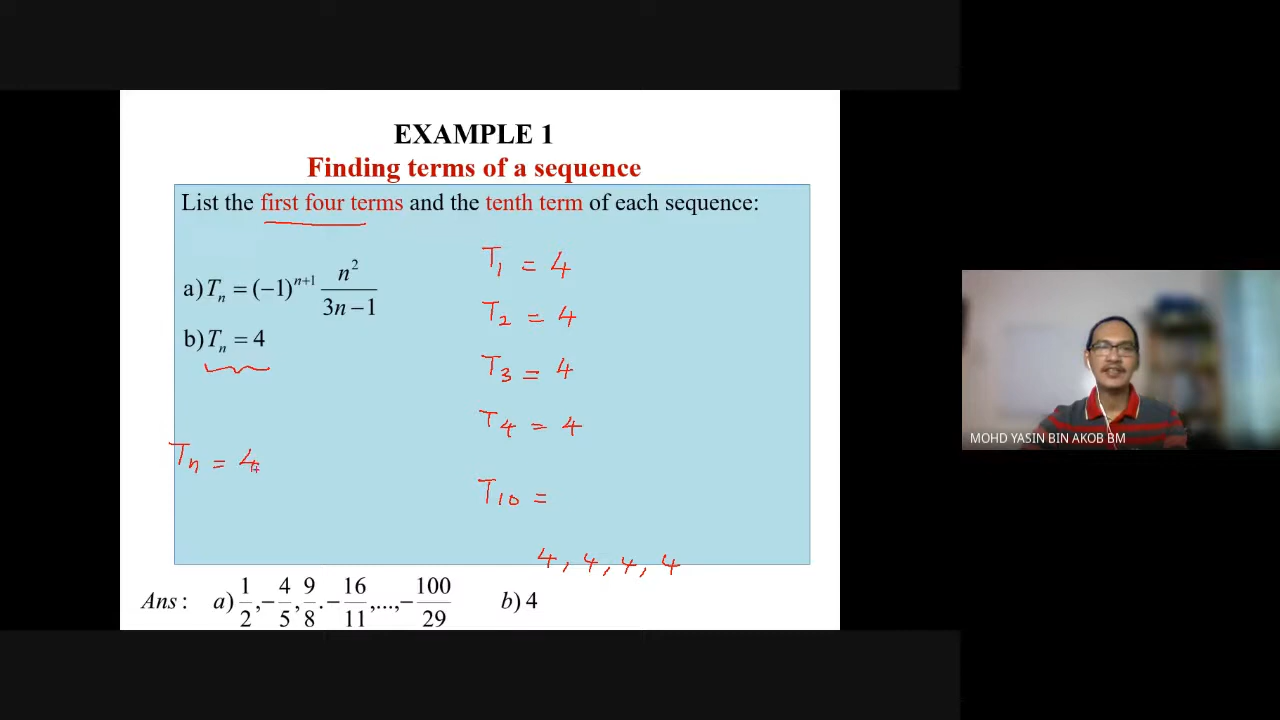 EXAMPLE 1
Finding terms of a sequence
List the first four terms and the tenth term of each sequence:
a) Tₙ = (−1)ⁿ⁺¹ n²/(3n−1)
b) Tₙ = 4
Tₙ = 4
T₁ = 4
T₂ = 4
T₃ = 4
T₄ = 4
T₁₀ =
4, 4, 4, 4
Ans: a) 1/2, −4/5, 9/8. −16/11, ..., −100/29 b) 4
MOHD YASIN BIN AKOB BM